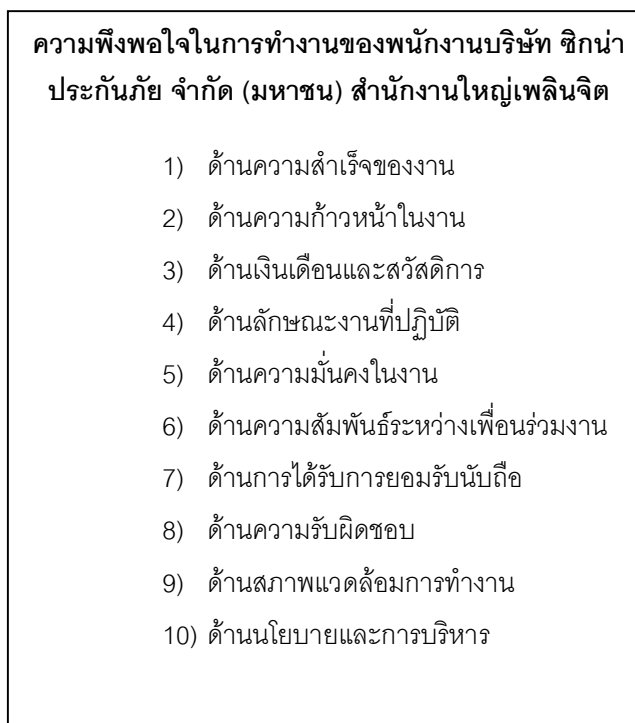 ความพึงพอใจในการทำงานของพนักงานบริษัท ซิกน่า
ประกันภัย จำกัด (มหาชน) สำนักงานใหญ่เพลินจิต
1) ด้านความสำเร็จของงาน
2) ด้านความก้าวหน้าในงาน
3) ด้านเงินเดือนและสวัสดิการ
4) ด้านลักษณะงานที่ปฏิบัติ
5) ด้านความมั่นคงในงาน
6) ด้านความสัมพันธ์ระหว่างเพื่อนร่วมงาน
7) ด้านการได้รับการยอมรับนับถือ
8) ด้านความรับผิดชอบ
9) ด้านสภาพแวดล้อมการทำงาน
10) ด้านนโยบายและการบริหาร